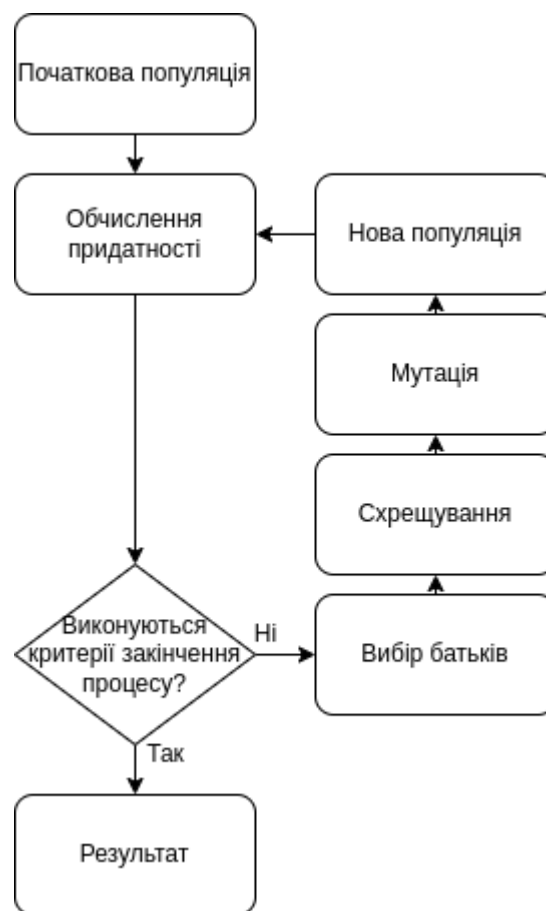 Початкова популяція
Обчислення
придатності
Нова популяція
Мутація
Схрещування
Виконуються
критерії закінчення
процесу?
Ні
Вибір батьків
Так
Результат